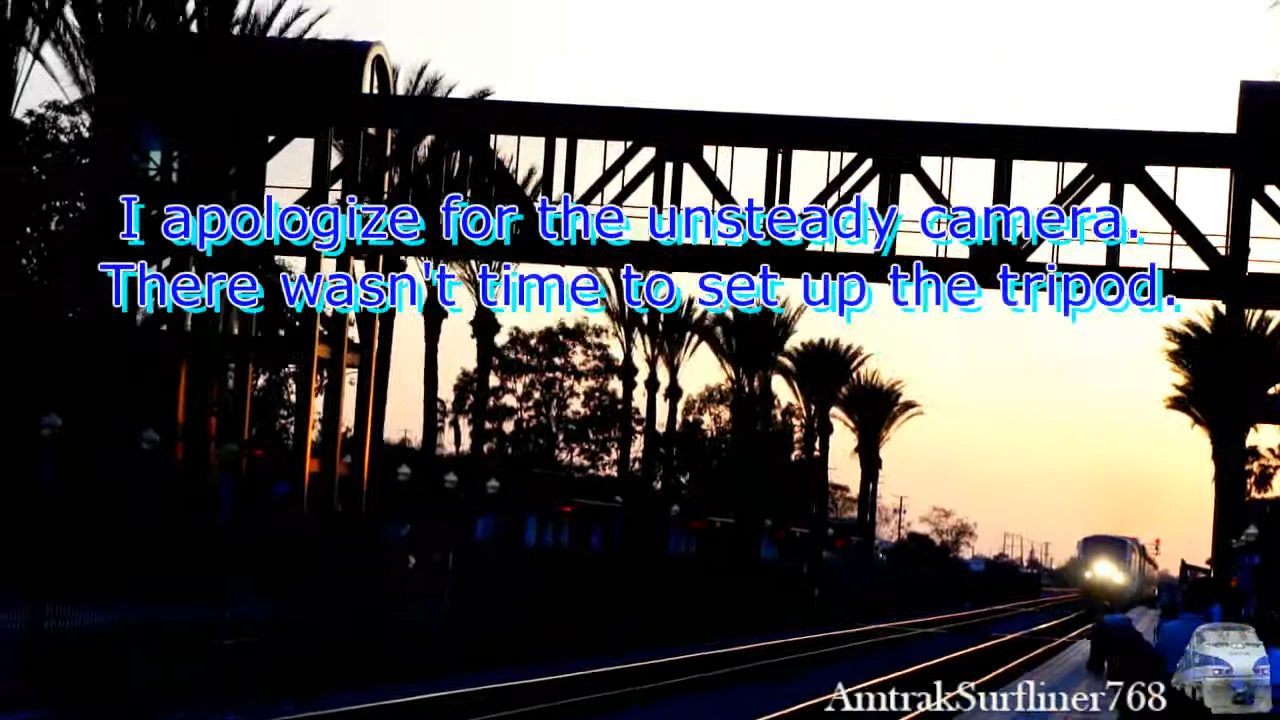 I apologize for the unsteady camera.
There wasn't time to set up the tripod.
AmtrakSurfliner768